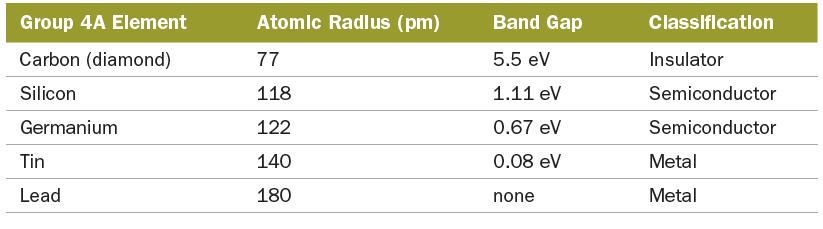 Group 4A Element Atomic Radius (pm) Band Gap Classification
Carbon (diamond) 77 5.5 eV Insulator
Silicon 118 1.11 eV Semiconductor
Germanium 122 0.67 eV Semiconductor
Tin 140 0.08 eV Metal
Lead 180 none Metal